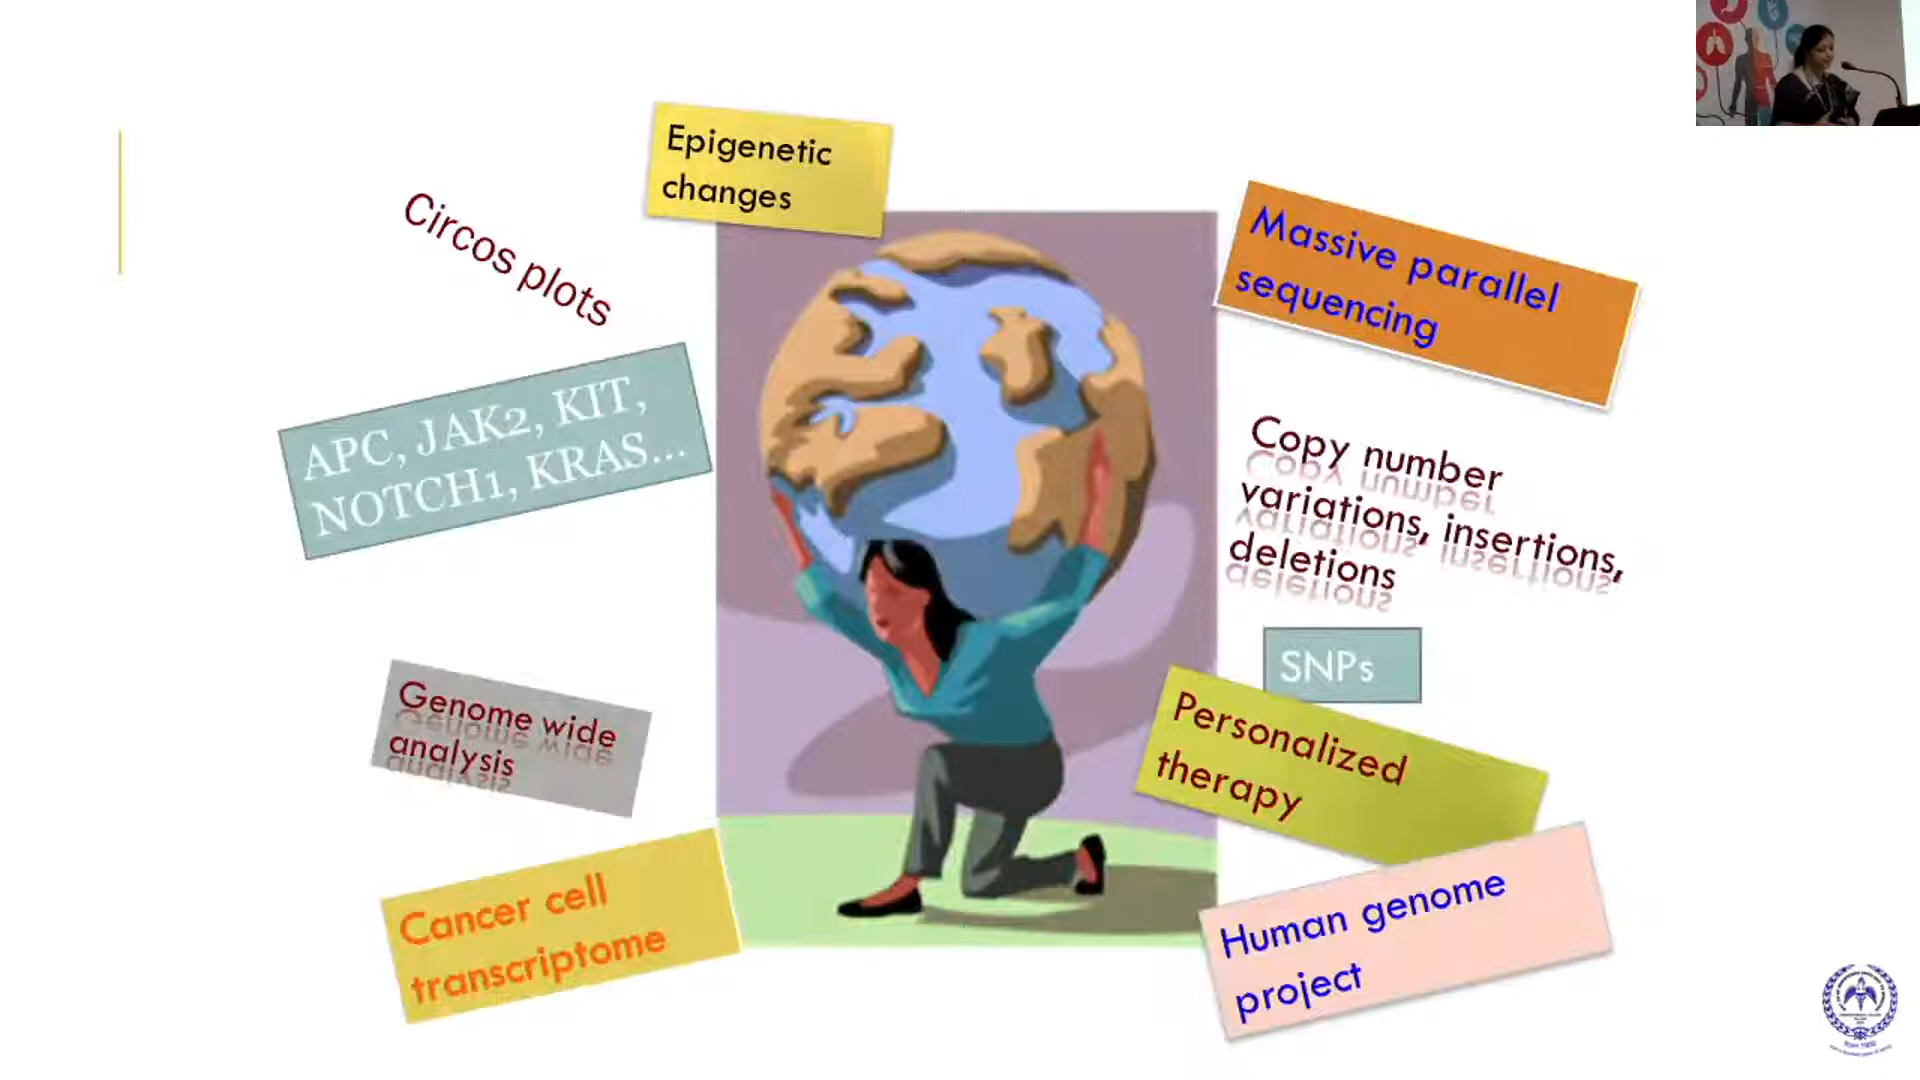 Epigenetic
changes
Circos plots
Massive parallel
sequencing
APC, JAK2, KIT,
NOTCH1, KRAS...
Copy number
variations, insertions,
deletions
SNPs
Genome wide
analysis
Personalized
therapy
Cancer cell
transcriptome
Human genome
project